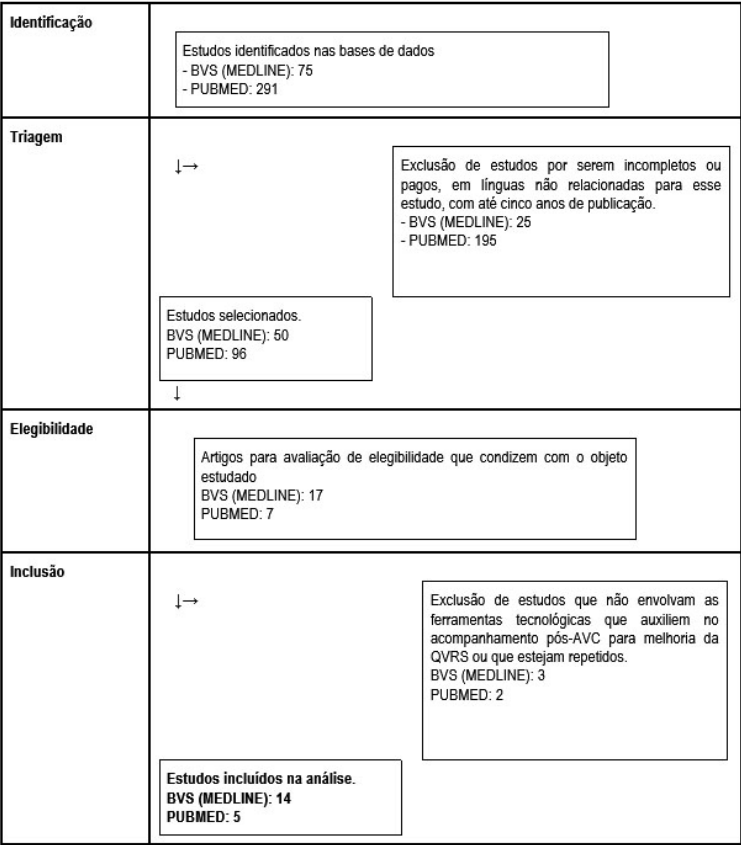 Identificação
Estudos identificados nas bases de dados
- BVS (MEDLINE): 75
- PUBMED: 291
Triagem
↓→
Exclusão de estudos por serem incompletos ou
pagos, em línguas não relacionadas para esse
estudo, com até cinco anos de publicação.
- BVS (MEDLINE): 25
- PUBMED: 195
Estudos selecionados.
BVS (MEDLINE): 50
PUBMED: 96
↓
Elegibilidade
Artigos para avaliação de elegibilidade que condizem com o objeto
estudado
BVS (MEDLINE): 17
PUBMED: 7
Inclusão
↓→
Exclusão de estudos que não envolvam as
ferramentas tecnológicas que auxiliem no
acompanhamento pós-AVC para melhoria da
QVRS ou que estejam repetidos.
BVS (MEDLINE): 3
PUBMED: 2
Estudos incluídos na análise.
BVS (MEDLINE): 14
PUBMED: 5